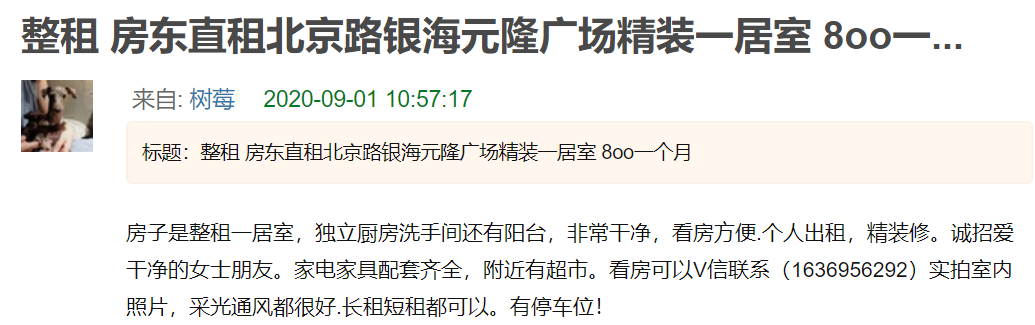 整租 房东直租北京路银海元隆广场精装一居室 8oo一...
来自: 树莓 2020-09-01 10:57:17
标题：整租 房东直租北京路银海元隆广场精装一居室 8oo一个月
房子是整租一居室，独立厨房洗手间还有阳台，非常干净，看房方便.个人出租，精装修。诚招爱
干净的女士朋友。家电家具配套齐全，附近有超市。看房可以V信联系（1636956292）实拍室内
照片，采光通风都很好.长租短租都可以。有停车位！